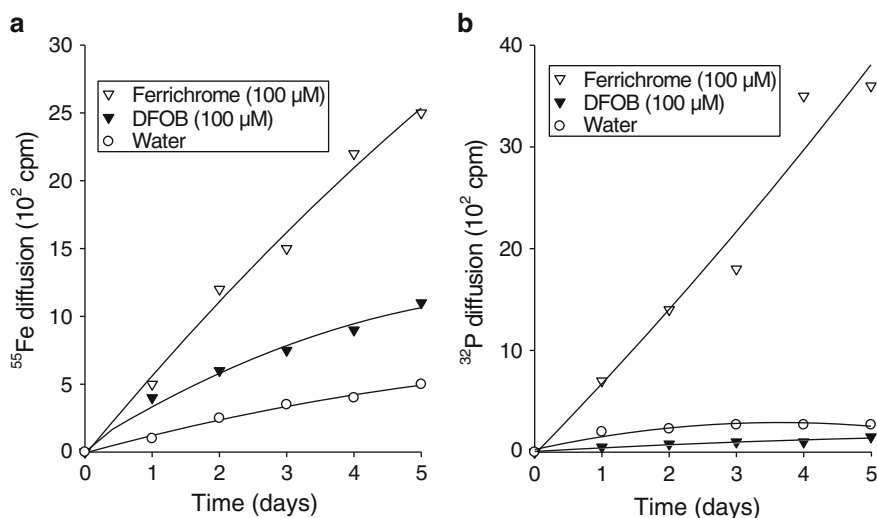 a
30
25
20
15
10
5
0
⁵⁵Fe diffusion (10² cpm)
Ferrichrome (100 µM)
DFOB (100 µM)
Water
0 1 2 3 4 5
Time (days)
b
40
30
20
10
0
³²P diffusion (10² cpm)
Ferrichrome (100 µM)
DFOB (100 µM)
Water
0 1 2 3 4 5
Time (days)